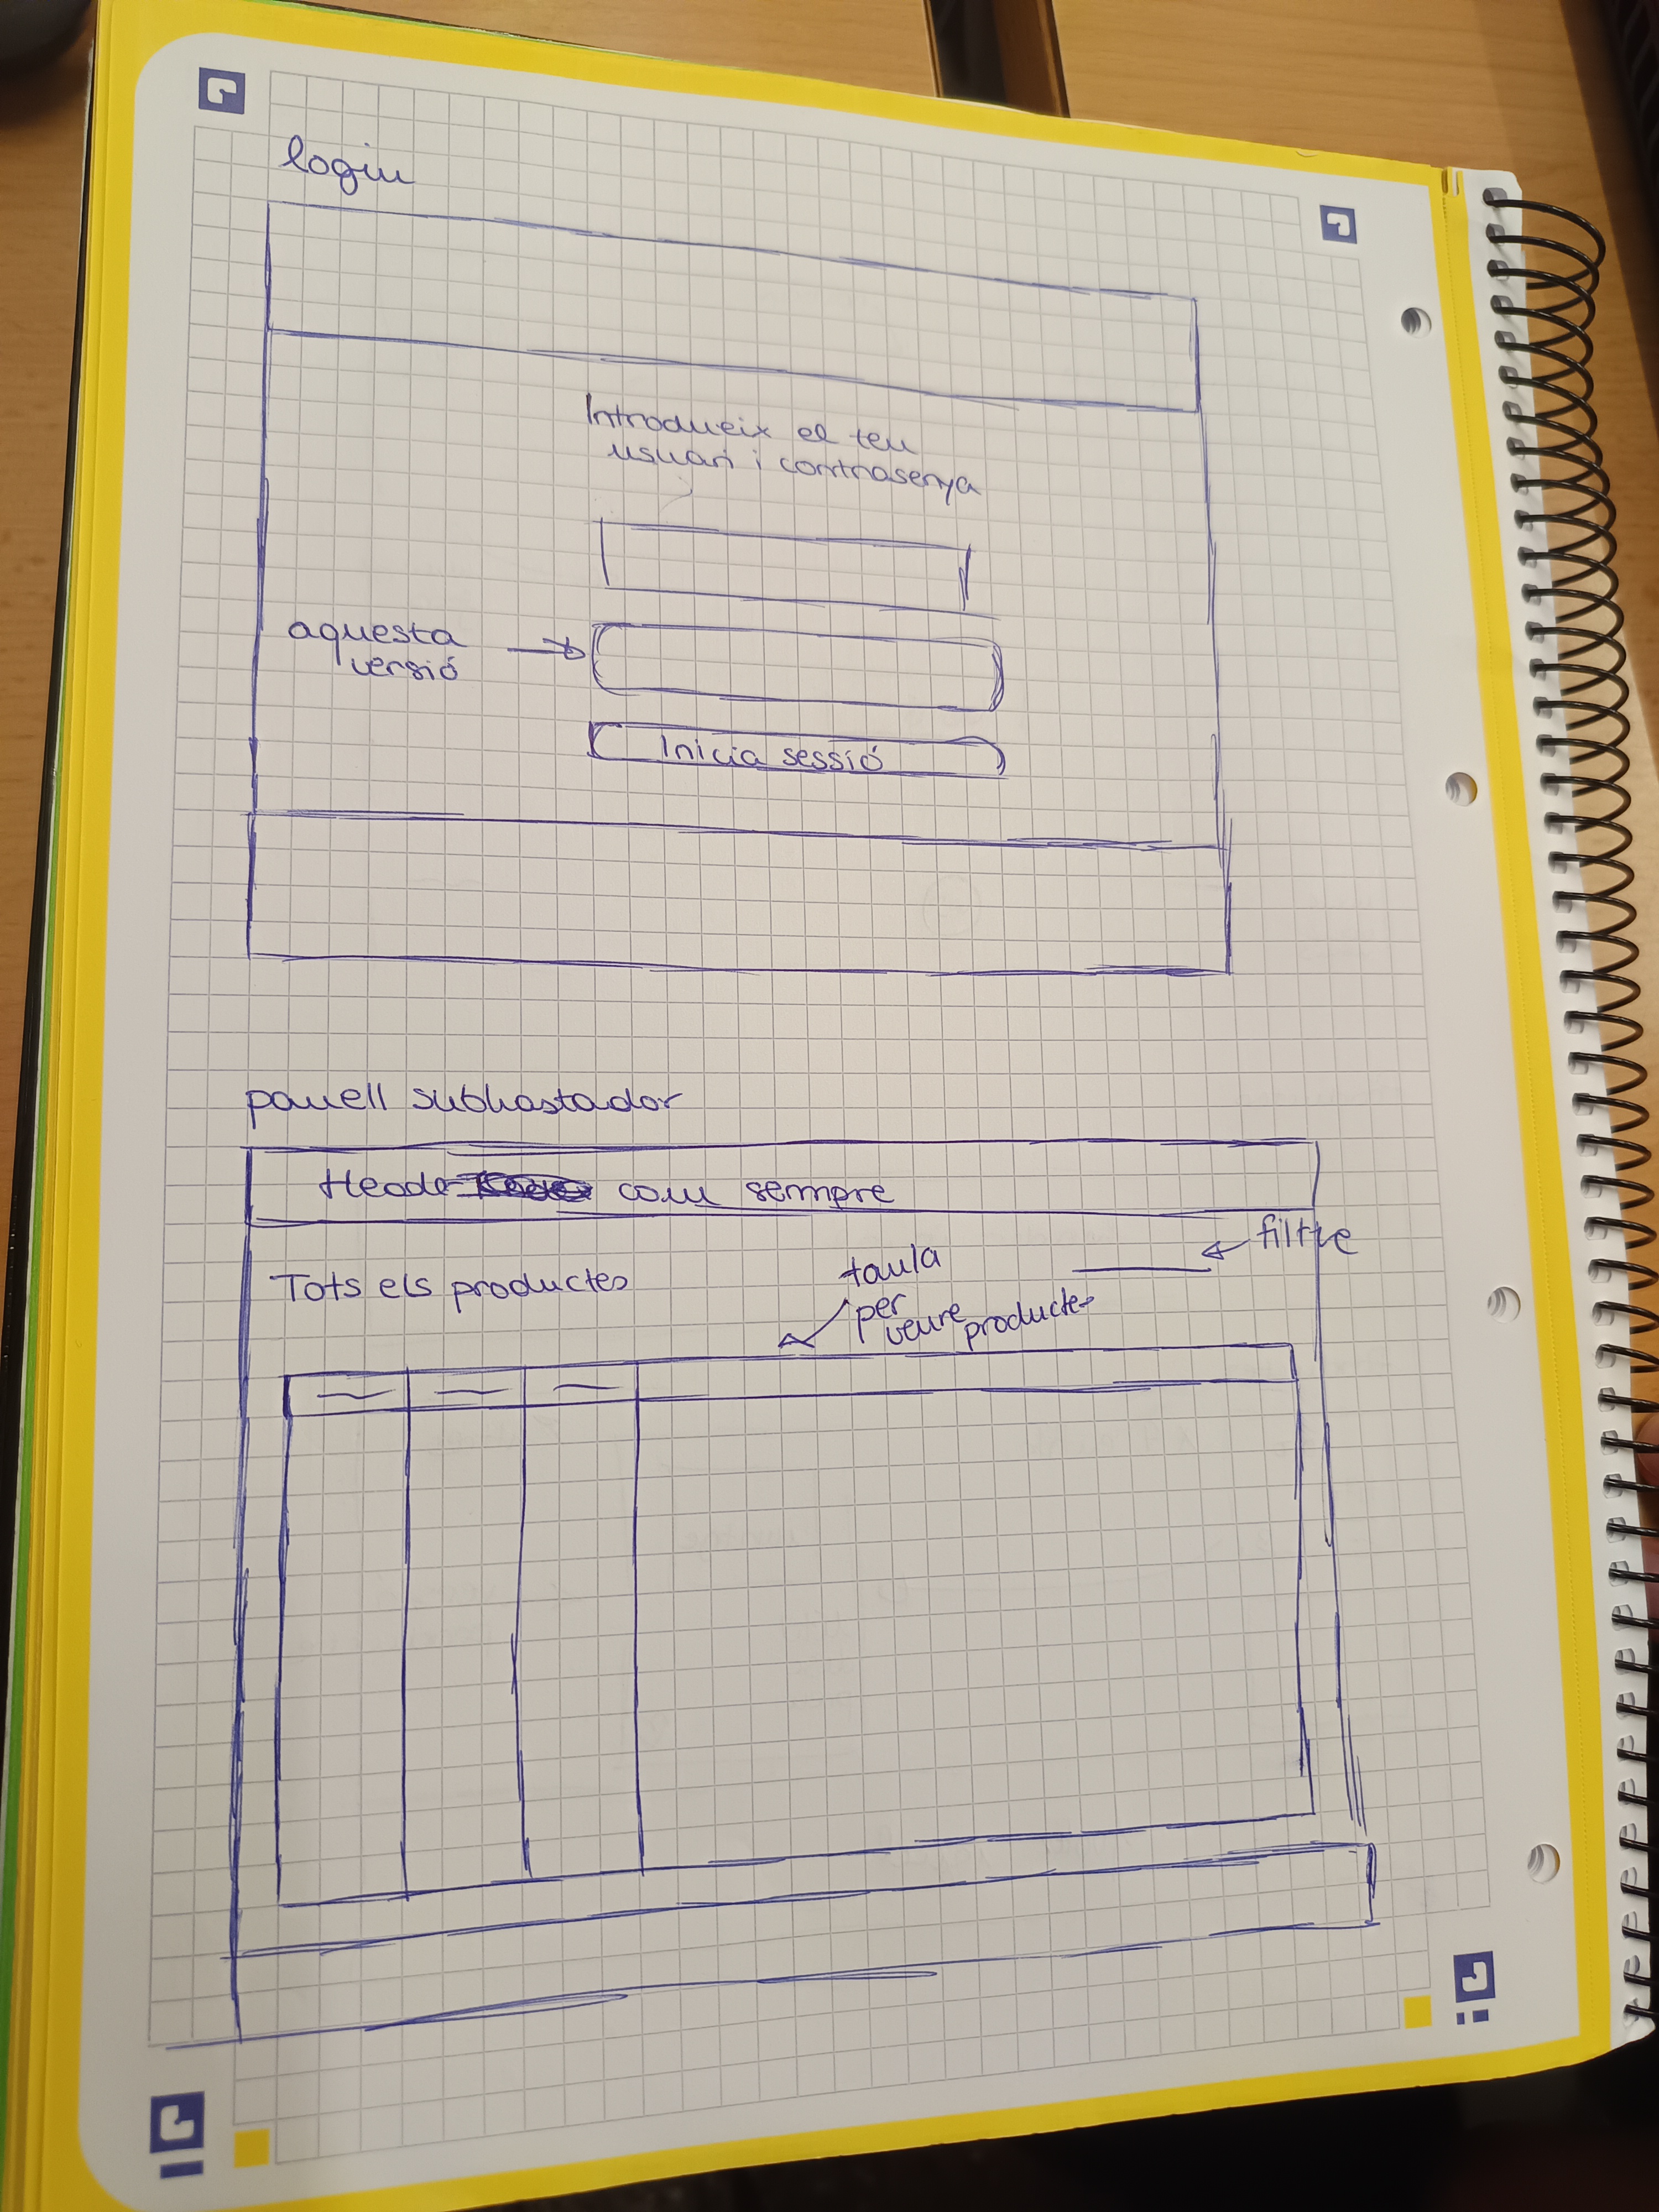 login
Introdueix el teu
usuari i contrasenya
aquesta
versió
Inicia sessió
panell subhastador
Header com sempre
filtre
Tots els productes
taula
per
veure productes